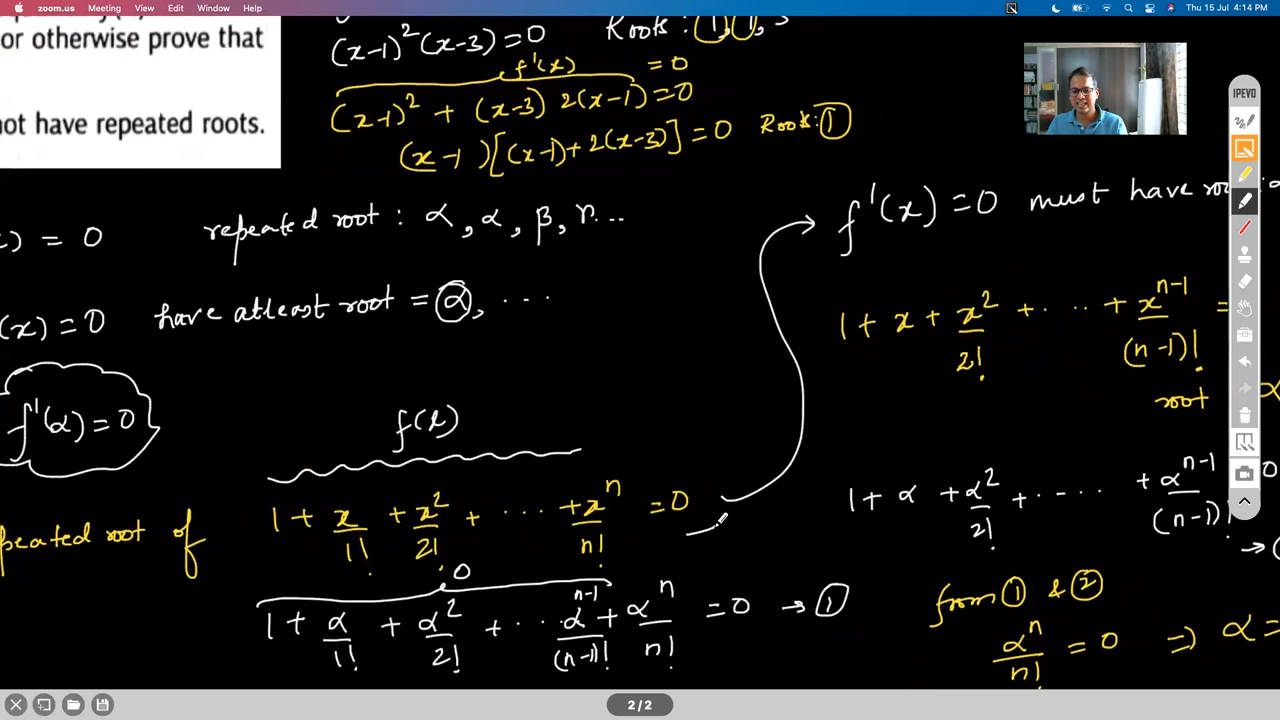 zoom.us Meeting View Edit Window Help Thu 15 Jul 4:14 PM
or otherwise prove that
not have repeated roots.
(x-1)²(x-3)=0 Roots: 1, 1, 3
f'(x) = 0
(x-1)² + (x-3) 2(x-1)=0
(x-1)[(x-1)+2(x-3)]=0 Roots: 1
) = 0 repeated root : α, α, β, γ...
(x)=0 have atleast root = α, ...
f'(α)=0
f(x)
peated root of 1 + x/1! + x²/2! + ... + xⁿ/n! = 0
0
1 + α/1! + α²/2! + ... αⁿ⁻¹/(n-1)! + αⁿ/n! = 0 → 1
f'(x)=0 must have roo
1 + x + x²/2! + ... + xⁿ⁻¹/(n-1)! =
root α
1 + α + α²/2! + ---- + αⁿ⁻¹/(n-1)! 0
→
from 1 & 2
αⁿ/n! = 0 ⇒ α =
IPEVO
2/2